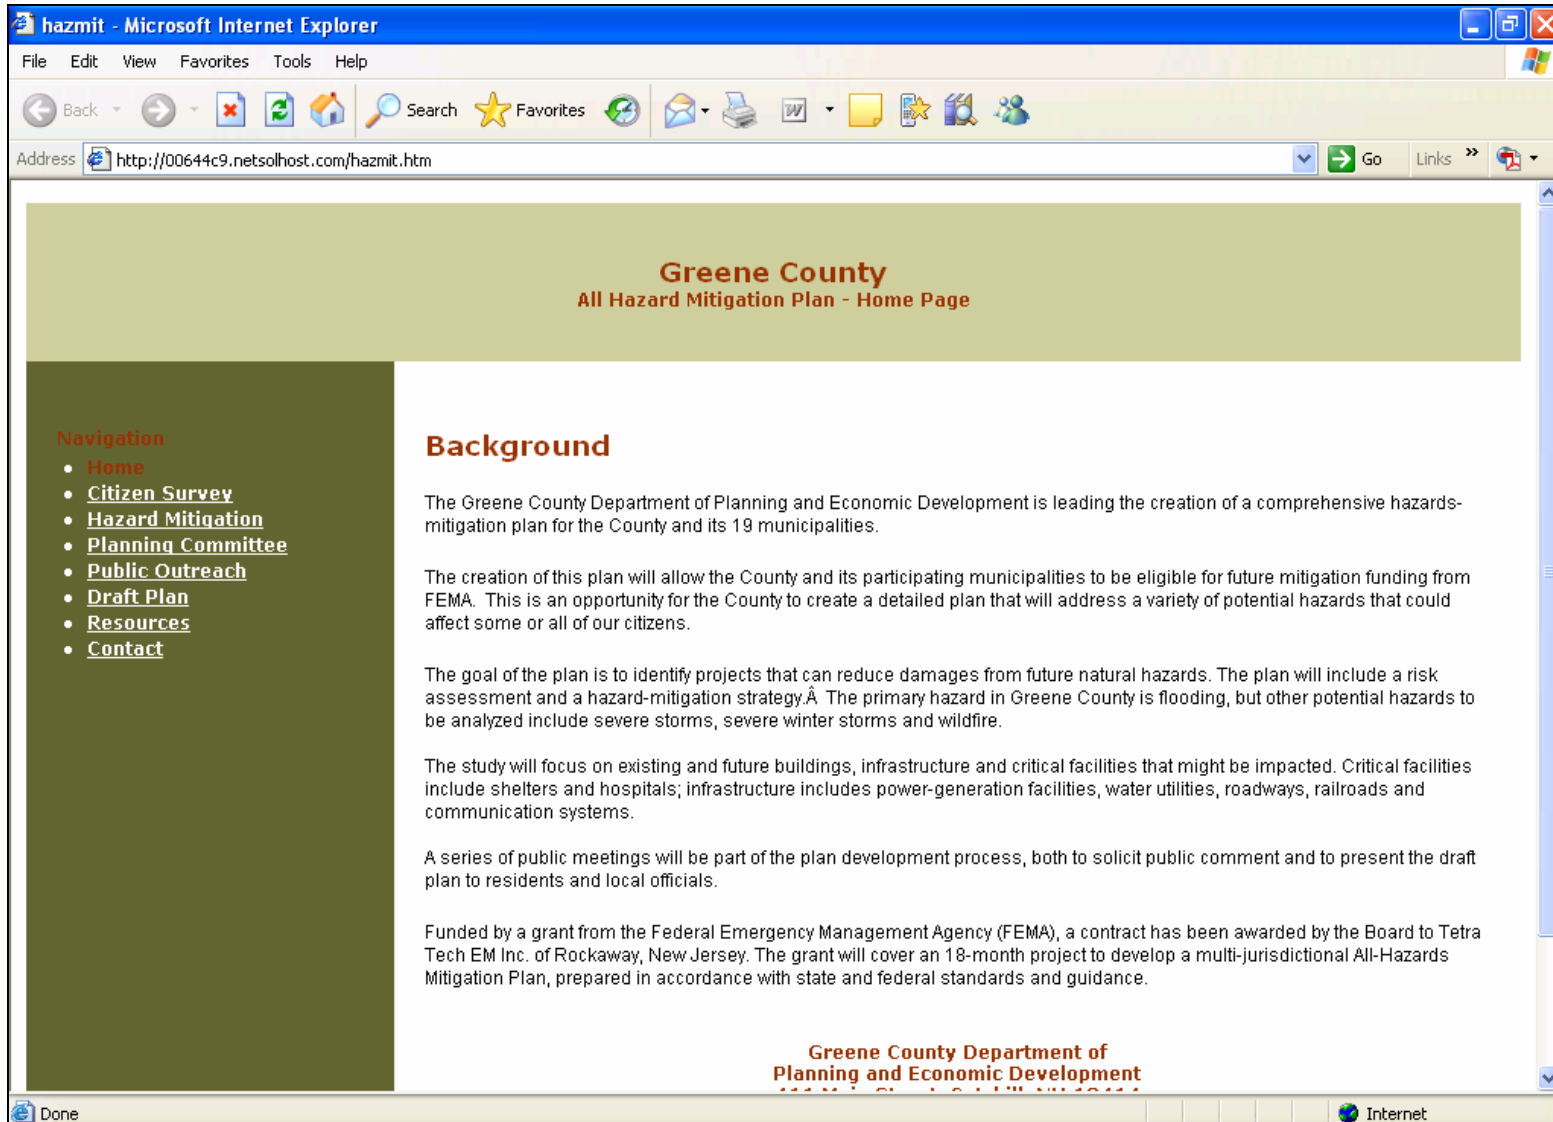 hazmit - Microsoft Internet Explorer
File Edit View Favorites Tools Help
Back Search Favorites
Address http://00644c9.netsolhost.com/hazmit.htm Go Links »
Greene County
All Hazard Mitigation Plan - Home Page
Navigation
Home
Citizen Survey
Hazard Mitigation
Planning Committee
Public Outreach
Draft Plan
Resources
Contact
Background
The Greene County Department of Planning and Economic Development is leading the creation of a comprehensive hazards-
mitigation plan for the County and its 19 municipalities.
The creation of this plan will allow the County and its participating municipalities to be eligible for future mitigation funding from
FEMA. This is an opportunity for the County to create a detailed plan that will address a variety of potential hazards that could
affect some or all of our citizens.
The goal of the plan is to identify projects that can reduce damages from future natural hazards. The plan will include a risk
assessment and a hazard-mitigation strategy.Â The primary hazard in Greene County is flooding, but other potential hazards to
be analyzed include severe storms, severe winter storms and wildfire.
The study will focus on existing and future buildings, infrastructure and critical facilities that might be impacted. Critical facilities
include shelters and hospitals; infrastructure includes power-generation facilities, water utilities, roadways, railroads and
communication systems.
A series of public meetings will be part of the plan development process, both to solicit public comment and to present the draft
plan to residents and local officials.
Funded by a grant from the Federal Emergency Management Agency (FEMA), a contract has been awarded by the Board to Tetra
Tech EM Inc. of Rockaway, New Jersey. The grant will cover an 18-month project to develop a multi-jurisdictional All-Hazards
Mitigation Plan, prepared in accordance with state and federal standards and guidance.
Greene County Department of
Planning and Economic Development
Done Internet